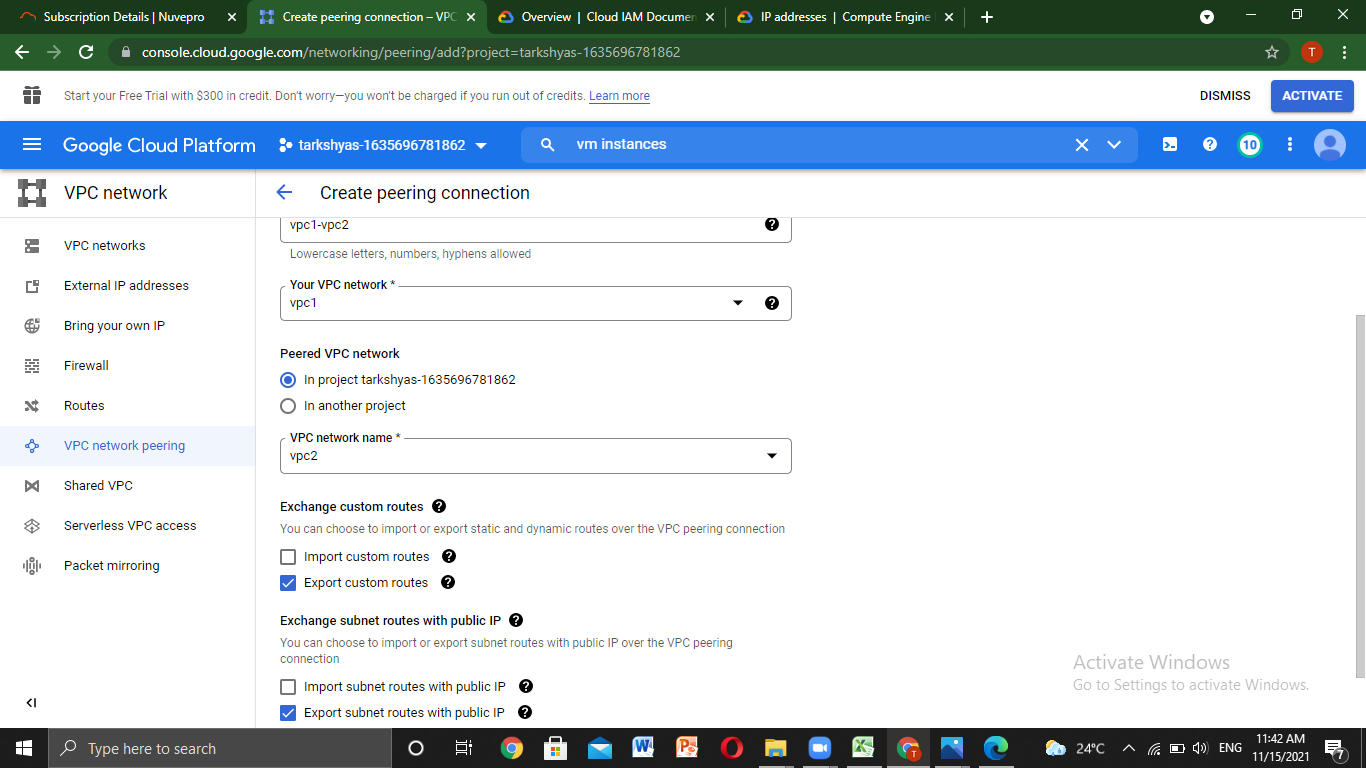 Subscription Details | Nuvepro
Create peering connection – VPC
Overview | Cloud IAM Documen
IP addresses | Compute Engine
console.cloud.google.com/networking/peering/add?project=tarkshyas-1635696781862
T
Start your Free Trial with $300 in credit. Don't worry—you won't be charged if you run out of credits. Learn more
DISMISS
ACTIVATE
Google Cloud Platform
tarkshyas-1635696781862
vm instances
10
VPC network
Create peering connection
VPC networks
External IP addresses
Bring your own IP
Firewall
Routes
VPC network peering
Shared VPC
Serverless VPC access
Packet mirroring
vpc1-vpc2
Lowercase letters, numbers, hyphens allowed
Your VPC network *
vpc1
Peered VPC network
In project tarkshyas-1635696781862
In another project
VPC network name *
vpc2
Exchange custom routes
You can choose to import or export static and dynamic routes over the VPC peering connection
Import custom routes
Export custom routes
Exchange subnet routes with public IP
You can choose to import or export subnet routes with public IP over the VPC peering
connection
Import subnet routes with public IP
Export subnet routes with public IP
Activate Windows
Go to Settings to activate Windows.
Type here to search
24°C
ENG
11:42 AM
11/15/2021
7